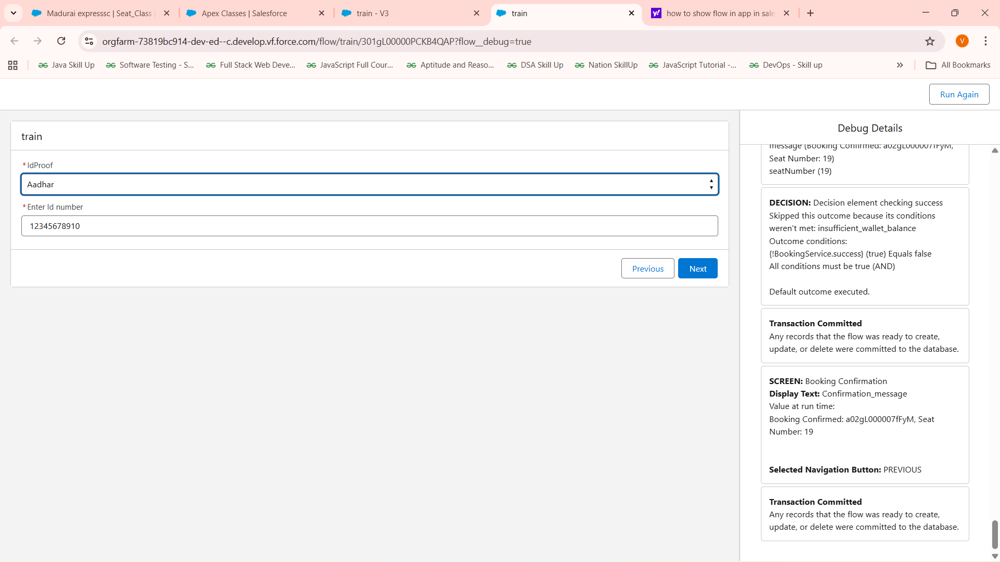 Madurai expresssc | Seat_Class |
Apex Classes | Salesforce
train - V3
train
how to show flow in app in sale
orgfarm-73819bc914-dev-ed--c.develop.vf.force.com/flow/train/301gL00000PCKB4QAP?flow__debug=true
V
Java Skill Up
Software Testing - S...
Full Stack Web Deve...
JavaScript Full Cour...
Aptitude and Reaso...
DSA Skill Up
Nation SkillUp
JavaScript Tutorial -...
DevOps - Skill up
All Bookmarks
Run Again
train
*IdProof
Aadhar
*Enter Id number
12345678910
Previous
Next
Debug Details
message (Booking Confirmed: a02gL000007fFyM,
Seat Number: 19)
seatNumber (19)
DECISION: Decision element checking success
Skipped this outcome because its conditions
weren't met: insufficient_wallet_balance
Outcome conditions:
{!BookingService.success} (true) Equals false
All conditions must be true (AND)
Default outcome executed.
Transaction Committed
Any records that the flow was ready to create,
update, or delete were committed to the database.
SCREEN: Booking Confirmation
Display Text: Confirmation_message
Value at run time:
Booking Confirmed: a02gL000007fFyM, Seat
Number: 19
Selected Navigation Button: PREVIOUS
Transaction Committed
Any records that the flow was ready to create,
update, or delete were committed to the database.